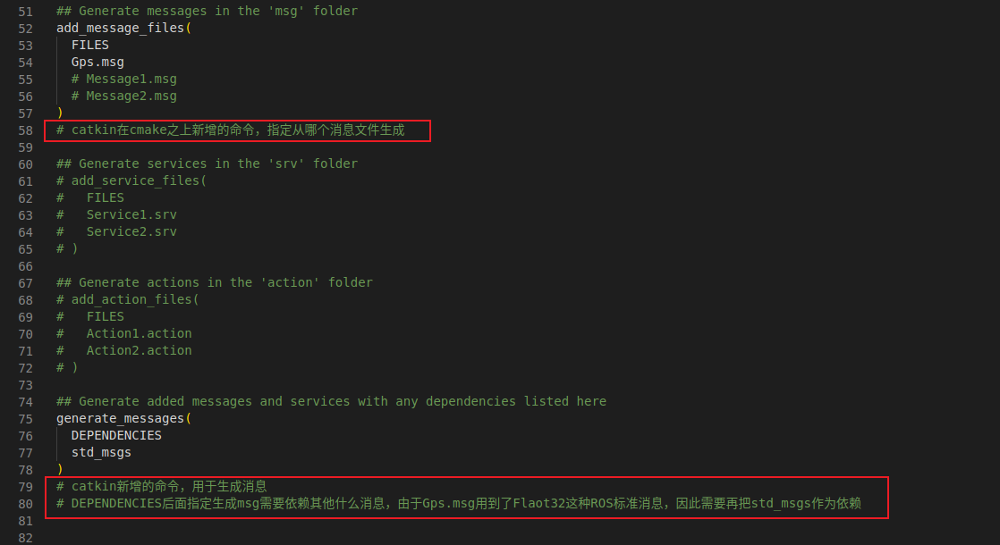 51 ## Generate messages in the 'msg' folder
52 add_message_files(
53   FILES
54   Gps.msg
55   # Message1.msg
56   # Message2.msg
57 )
58 # catkin在cmake之上新增的命令，指定从哪个消息文件生成
59
60 ## Generate services in the 'srv' folder
61 # add_service_files(
62 #   FILES
63 #   Service1.srv
64 #   Service2.srv
65 # )
66
67 ## Generate actions in the 'action' folder
68 # add_action_files(
69 #   FILES
70 #   Action1.action
71 #   Action2.action
72 # )
73
74 ## Generate added messages and services with any dependencies listed here
75 generate_messages(
76   DEPENDENCIES
77   std_msgs
78 )
79 # catkin新增的命令，用于生成消息
80 # DEPENDENCIES后面指定生成msg需要依赖其他什么消息，由于Gps.msg用到了Flaot32这种ROS标准消息，因此需要再把std_msgs作为依赖
81
82